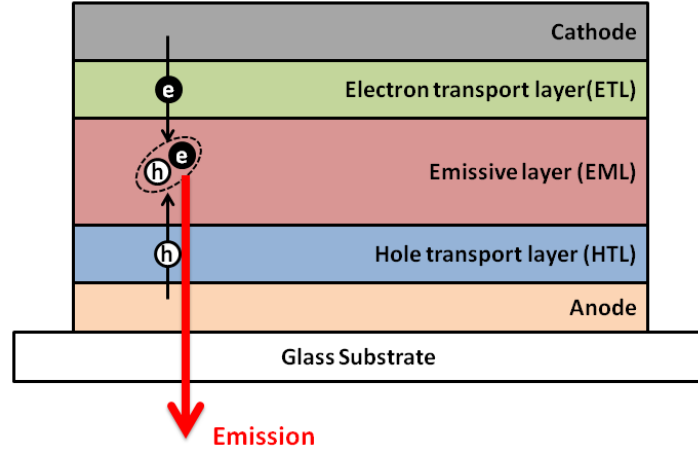 Cathode
e
Electron transport layer(ETL)
e
h
Emissive layer (EML)
h
Hole transport layer (HTL)
Anode
Glass Substrate
Emission